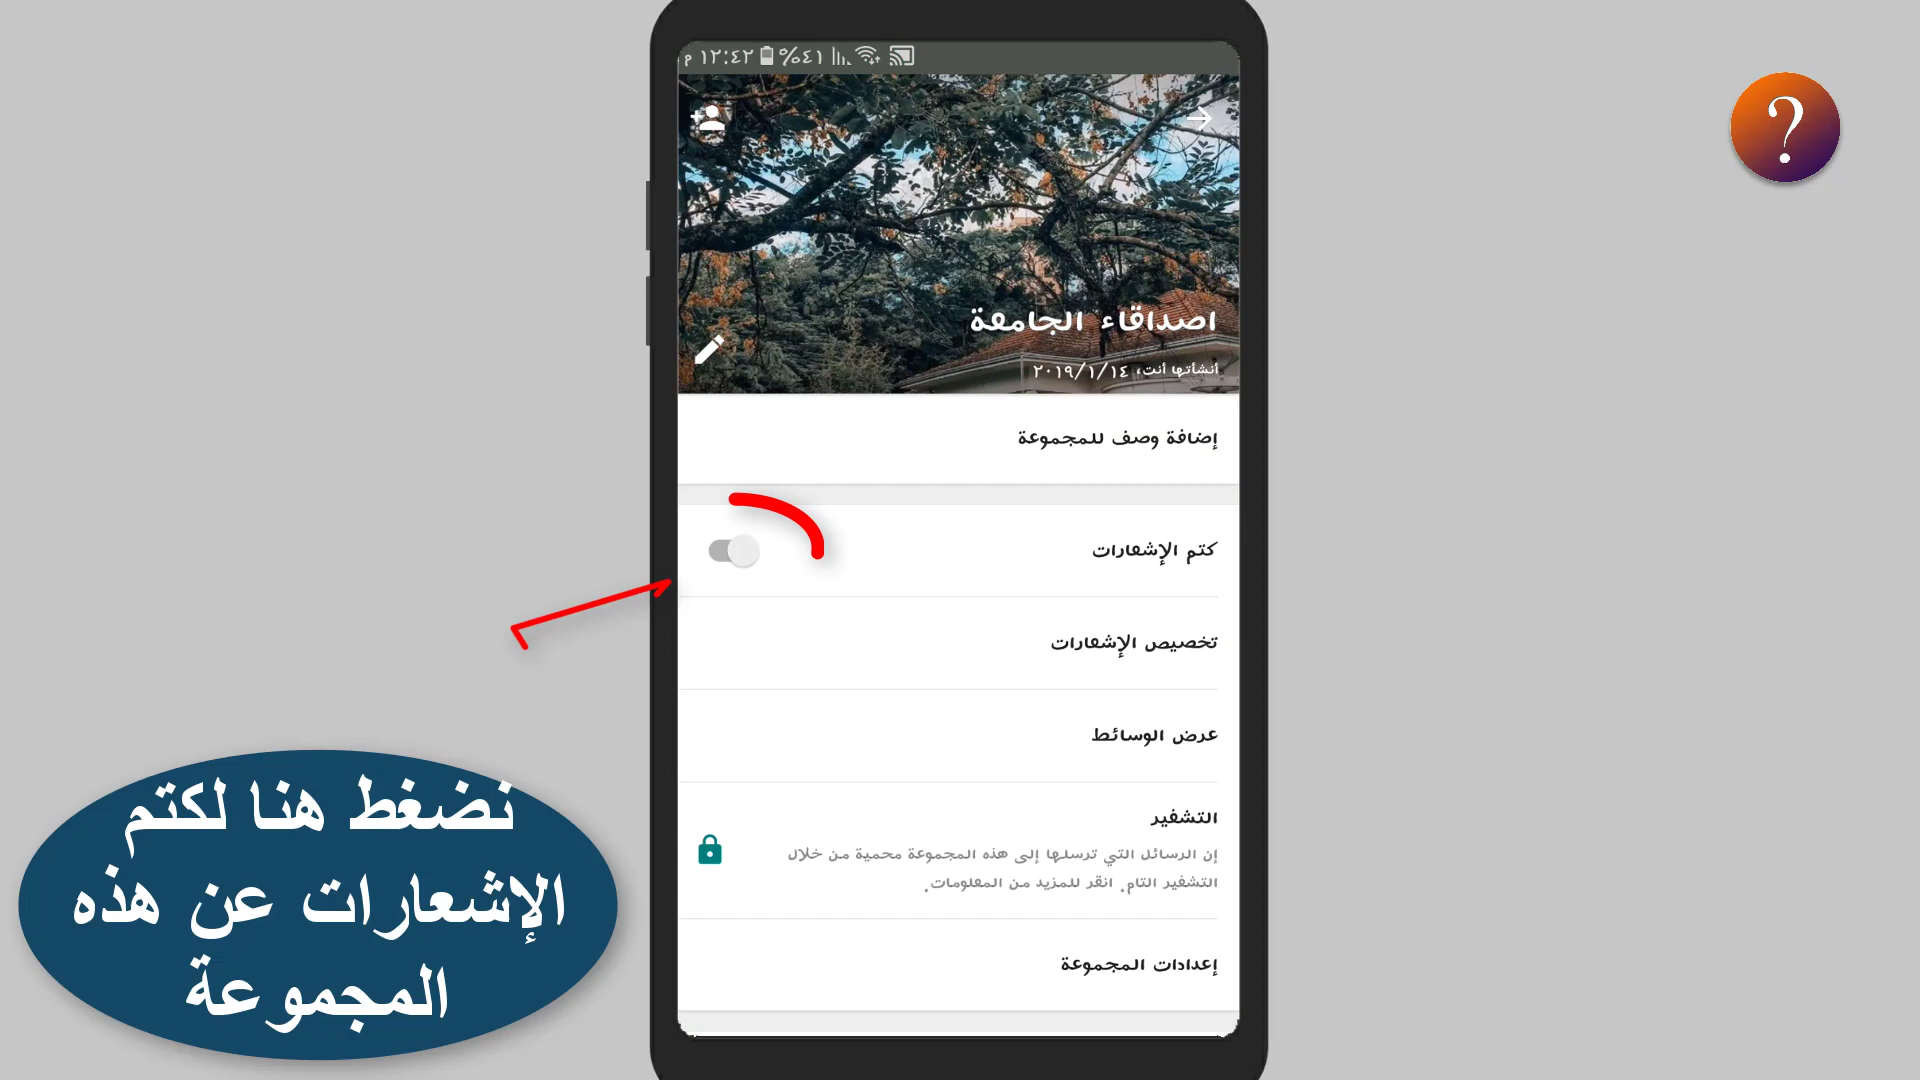 م ١٢:٤٢ %٤١
?
اصداقاء الجامعة
أنشأتها أنت، ٢٠١٩/١/١٤
إضافة وصف للمجموعة
كتم الإشعارات
تخصيص الإشعارات
عرض الوسائط
التشفير
إن الرسائل التي ترسلها إلى هذه المجموعة محمية من خلال
التشفير التام. انقر للمزيد من المعلومات.
إعدادات المجموعة
نضغط هنا لكتم
الإشعارات عن هذه
المجموعة